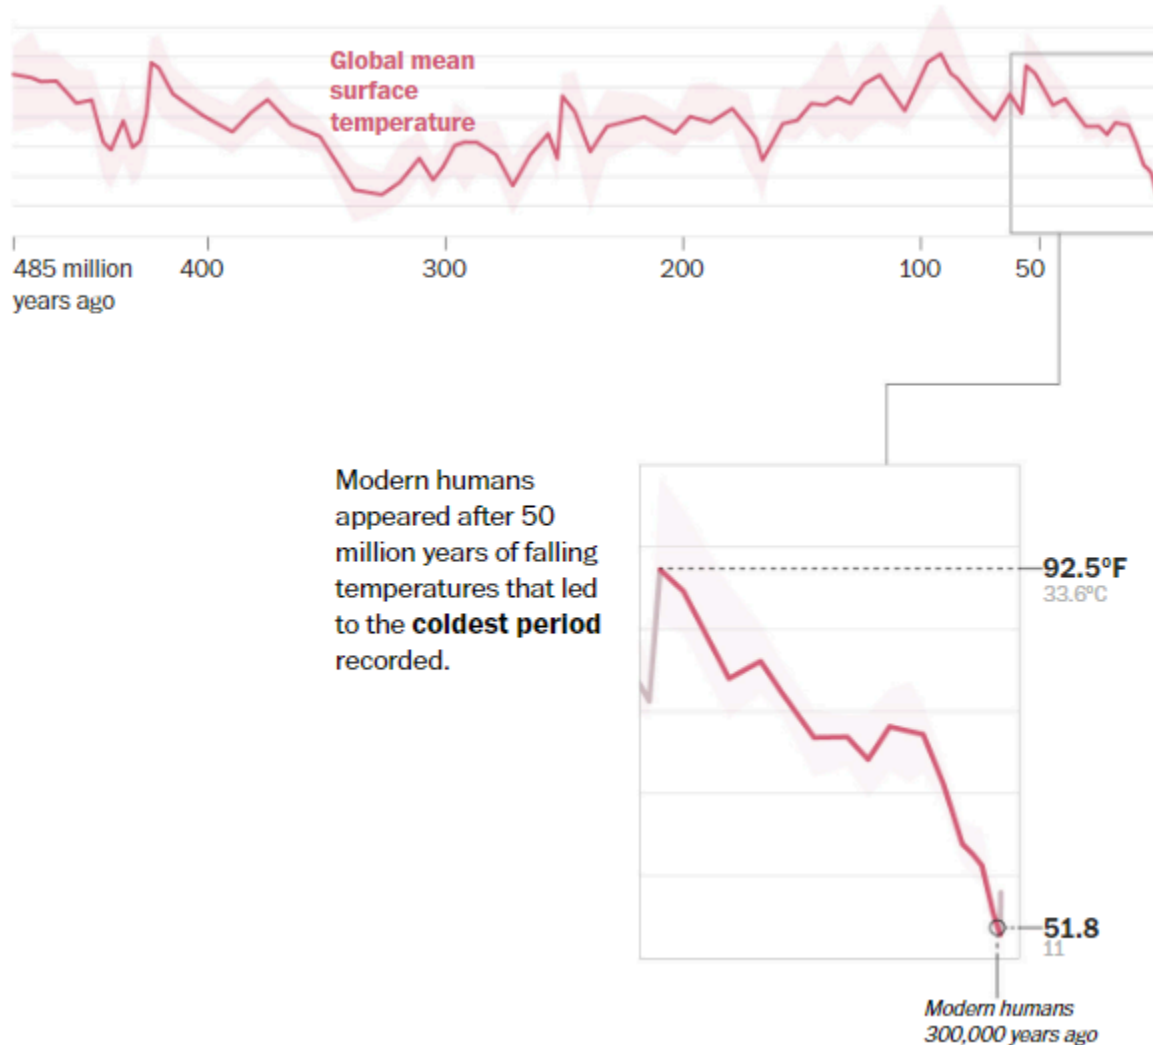 Global mean
surface
temperature
485 million
years ago
400
300
200
100
50
Modern humans
appeared after 50
million years of falling
temperatures that led
to the coldest period
recorded.
92.5ºF
33.6ºC
51.8
11
Modern humans
300,000 years ago